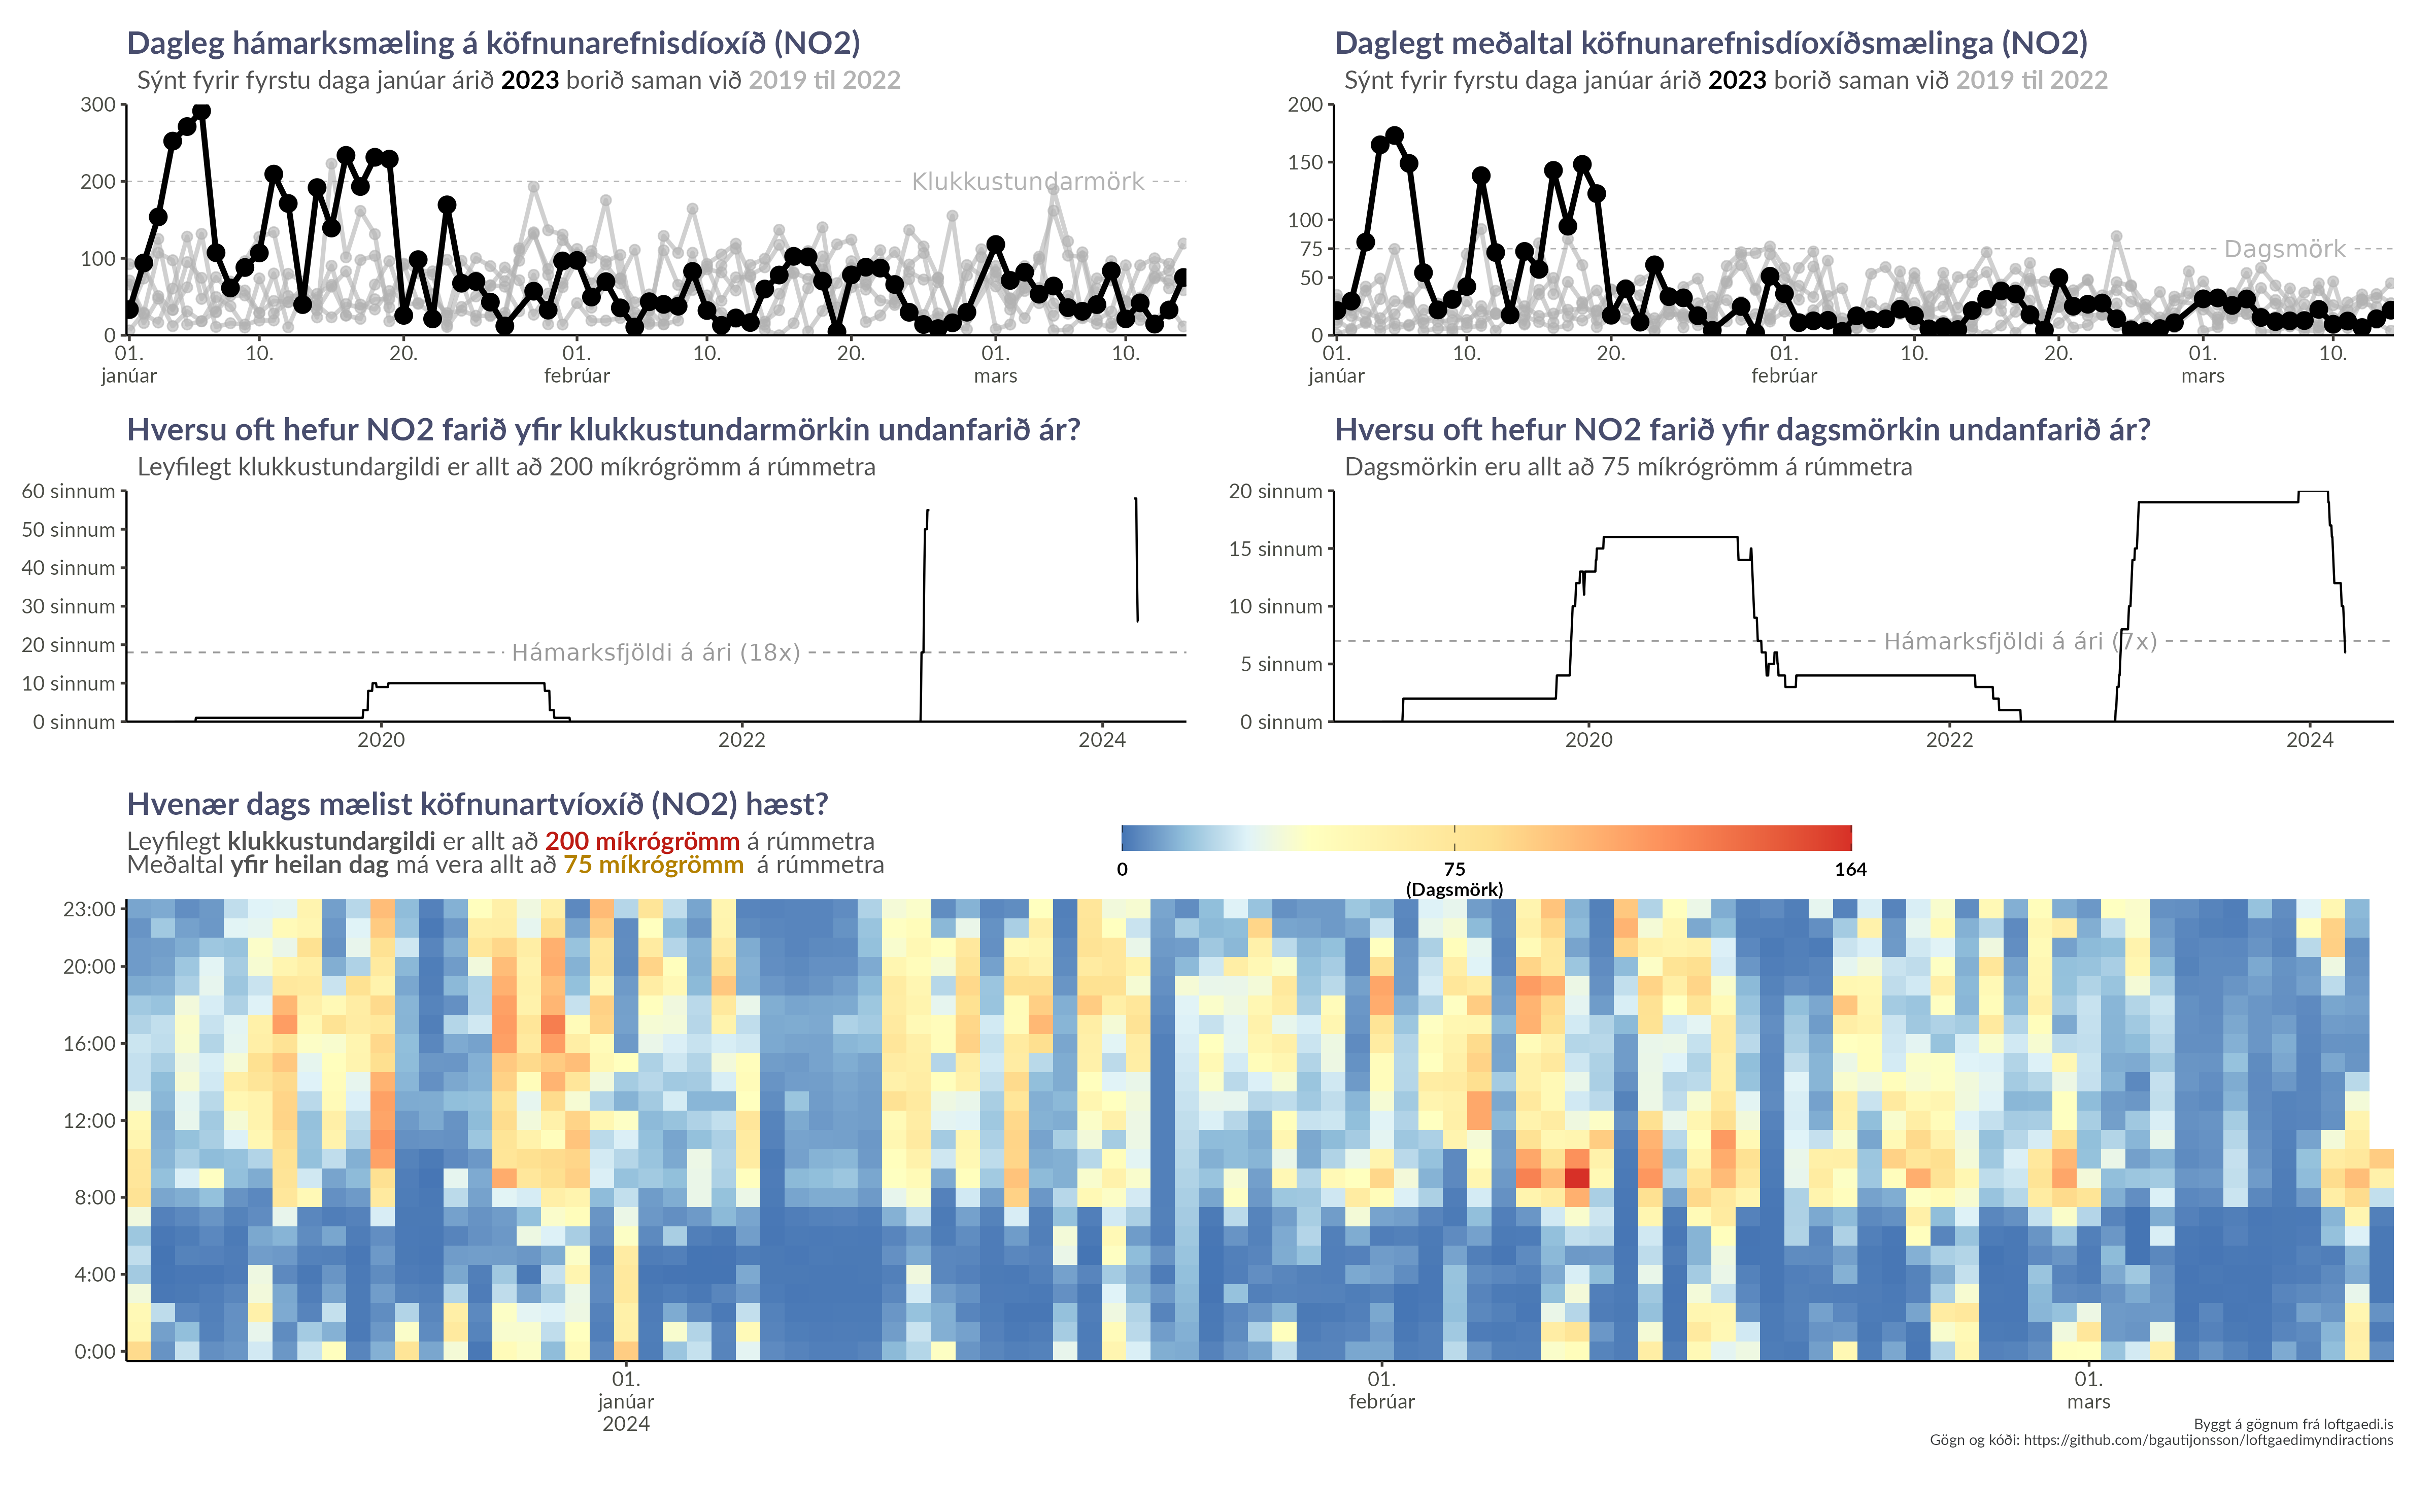 Dagleg hámarksmæling á köfnunarefnisdíoxíð (NO2)
Sýnt fyrir fyrstu daga janúar árið 2023 borið saman við 2019 til 2022
300
200
100
0
Klukkustundarmörk
01. 10. 20. 01. 10. 20. 01. 10.
janúar febrúar mars
Daglegt meðaltal köfnunarefnisdíoxíðsmælinga (NO2)
Sýnt fyrir fyrstu daga janúar árið 2023 borið saman við 2019 til 2022
200
150
100
75
50
0
Dagsmörk
01. 10. 20. 01. 10. 20. 01. 10.
janúar febrúar mars
Hversu oft hefur NO2 farið yfir klukkustundarmörkin undanfarið ár?
Leyfilegt klukkustundargildi er allt að 200 míkrógrömm á rúmmetra
60 sinnum
50 sinnum
40 sinnum
30 sinnum
20 sinnum
10 sinnum
0 sinnum
Hámarksfjöldi á ári (18x)
2020 2022 2024
Hversu oft hefur NO2 farið yfir dagsmörkin undanfarið ár?
Dagsmörkin eru allt að 75 míkrógrömm á rúmmetra
20 sinnum
15 sinnum
10 sinnum
5 sinnum
0 sinnum
Hámarksfjöldi á ári (7x)
2020 2022 2024
Hvenær dags mælist köfnunartvíoxíð (NO2) hæst?
Leyfilegt klukkustundargildi er allt að 200 míkrógrömm á rúmmetra
Meðaltal yfir heilan dag má vera allt að 75 míkrógrömm á rúmmetra
0 75 164
(Dagsmörk)
23:00
20:00
16:00
12:00
8:00
4:00
0:00
01. 01. 01.
janúar febrúar mars
2024
Byggt á gögnum frá loftgaedi.is
Gögn og kóði: https://github.com/bgautijonsson/loftgaedimyndiractions